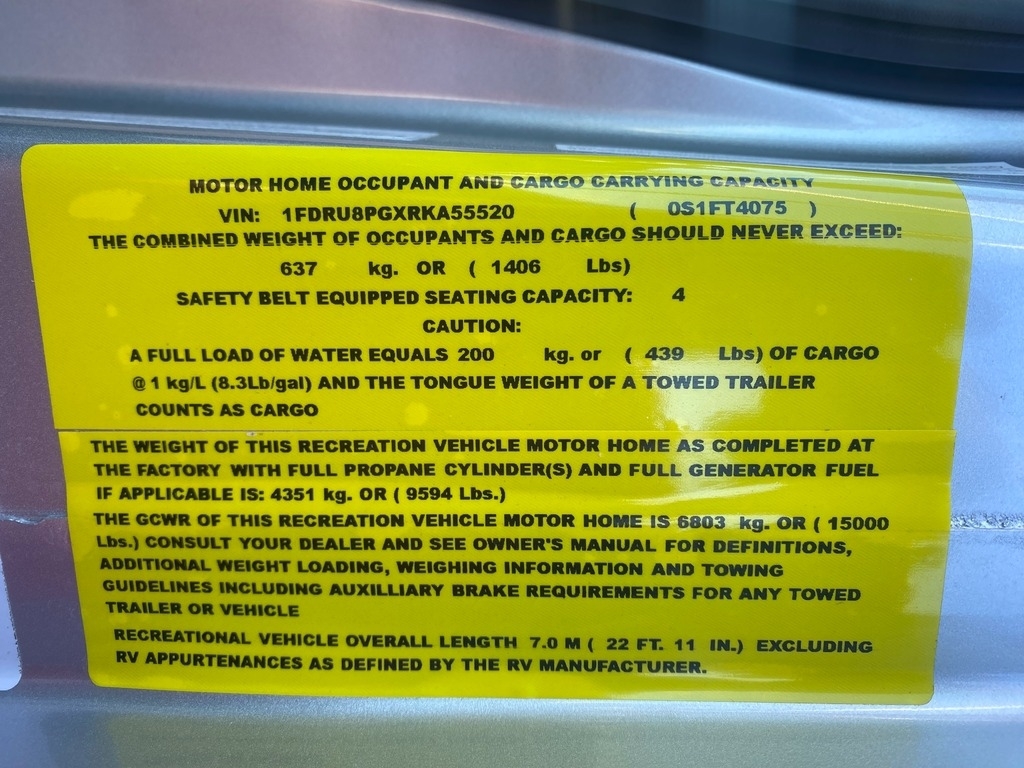 MOTOR HOME OCCUPANT AND CARGO CARRYING CAPACITY
VIN: 1FDRU8PGXRKA55520 ( 0S1FT4075 )
THE COMBINED WEIGHT OF OCCUPANTS AND CARGO SHOULD NEVER EXCEED:
637 kg. OR ( 1406 Lbs)
SAFETY BELT EQUIPPED SEATING CAPACITY: 4
CAUTION:
A FULL LOAD OF WATER EQUALS 200 kg. or ( 439 Lbs) OF CARGO
@ 1 kg/L (8.3Lb/gal) AND THE TONGUE WEIGHT OF A TOWED TRAILER
COUNTS AS CARGO
THE WEIGHT OF THIS RECREATION VEHICLE MOTOR HOME AS COMPLETED AT
THE FACTORY WITH FULL PROPANE CYLINDER(S) AND FULL GENERATOR FUEL
IF APPLICABLE IS: 4351 kg. OR ( 9594 Lbs.)
THE GCWR OF THIS RECREATION VEHICLE MOTOR HOME IS 6803 kg. OR ( 15000
Lbs.) CONSULT YOUR DEALER AND SEE OWNER'S MANUAL FOR DEFINITIONS,
ADDITIONAL WEIGHT LOADING, WEIGHING INFORMATION AND TOWING
GUIDELINES INCLUDING AUXILLIARY BRAKE REQUIREMENTS FOR ANY TOWED
TRAILER OR VEHICLE
RECREATIONAL VEHICLE OVERALL LENGTH 7.0 M ( 22 FT. 11 IN.) EXCLUDING
RV APPURTENANCES AS DEFINED BY THE RV MANUFACTURER.